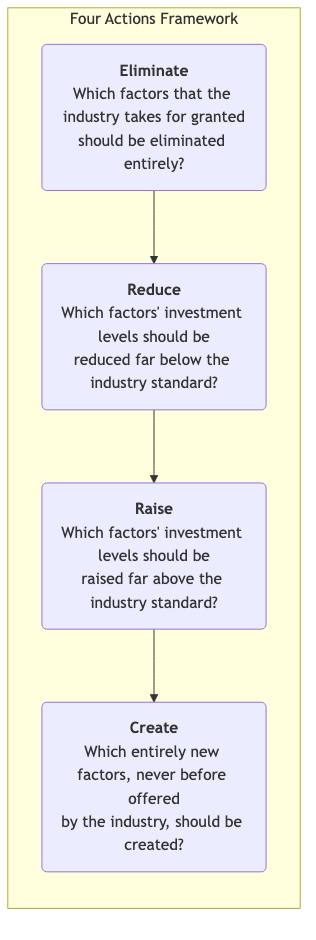 Four Actions Framework
Eliminate
Which factors that the
industry takes for granted
should be eliminated
entirely?
Reduce
Which factors' investment
levels should be
reduced far below the
industry standard?
Raise
Which factors' investment
levels should be
raised far above the
industry standard?
Create
Which entirely new
factors, never before
offered
by the industry, should be
created?